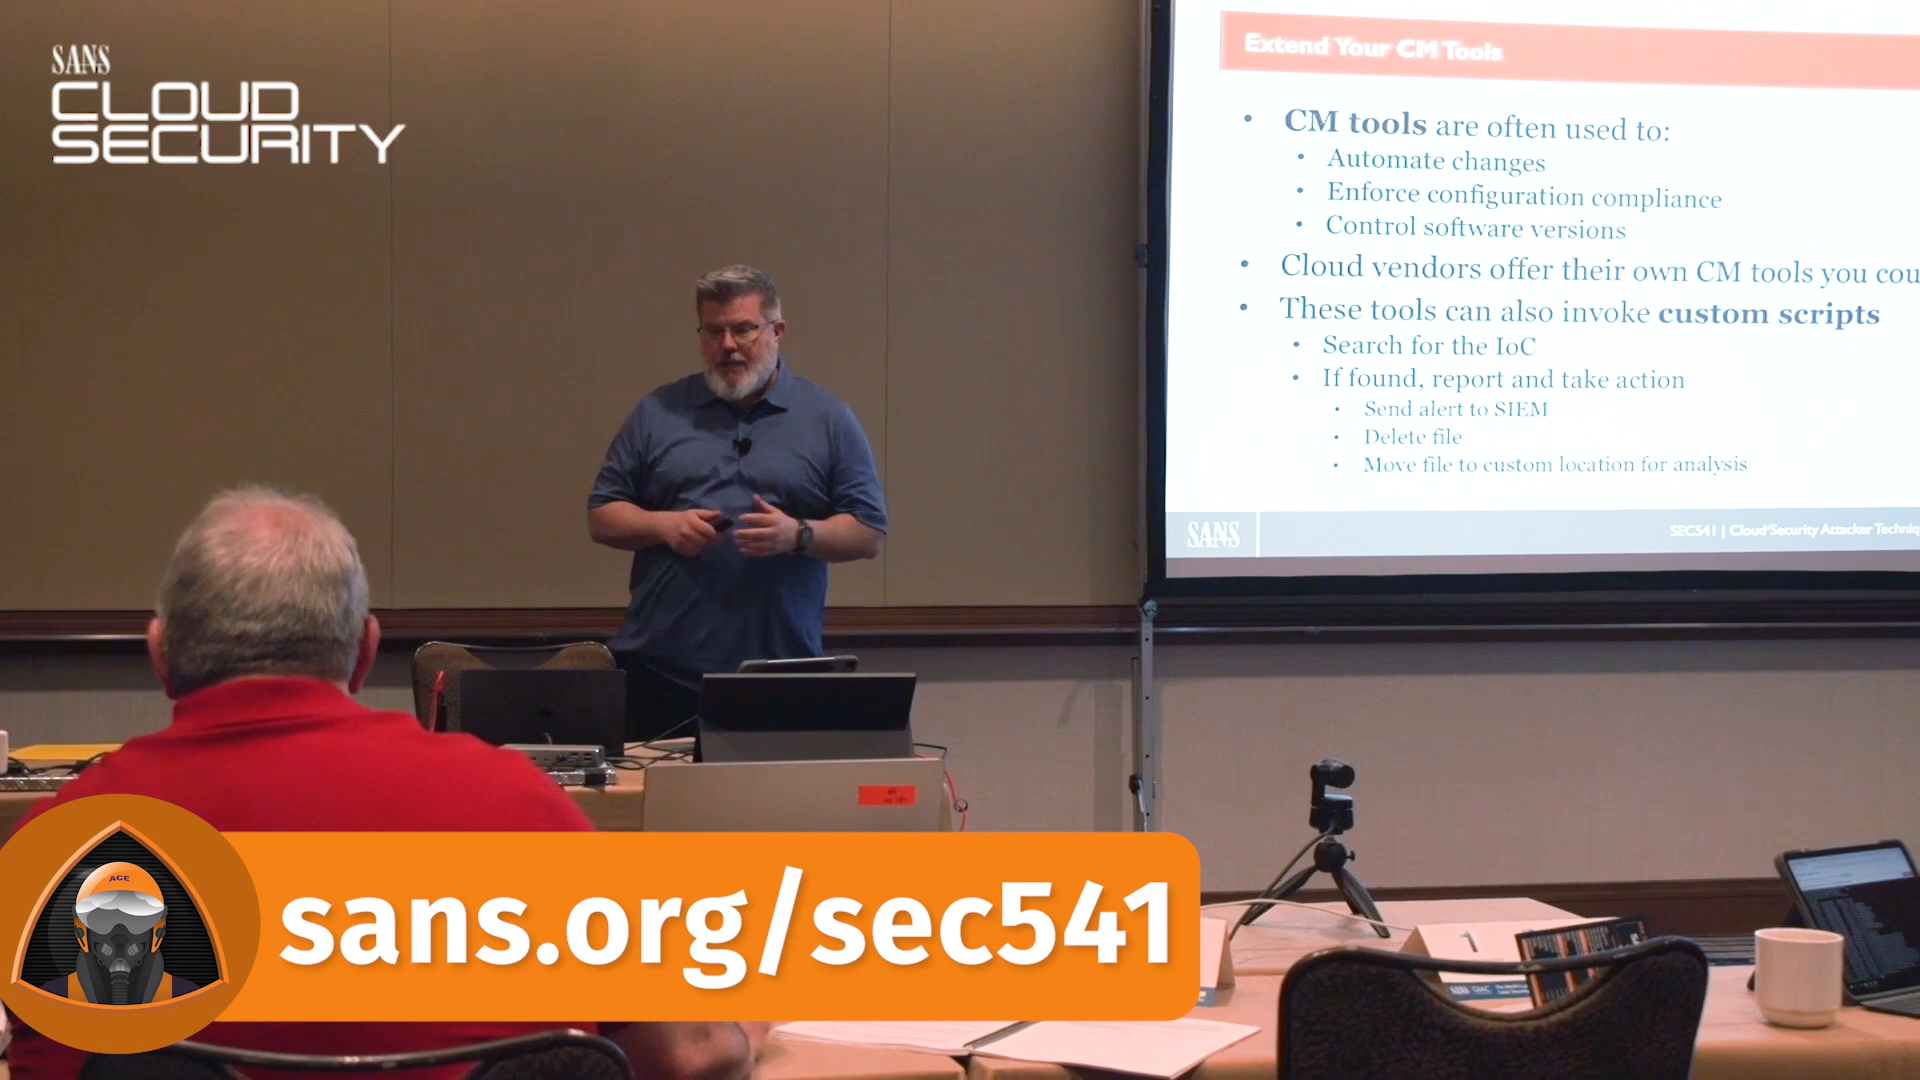 SANS
CLOUD
SECURITY
Extend Your CM Tools
• CM tools are often used to:
• Automate changes
• Enforce configuration compliance
• Control software versions
• Cloud vendors offer their own CM tools you cou
• These tools can also invoke custom scripts
• Search for the IoC
• If found, report and take action
• Send alert to SIEM
• Delete file
• Move file to custom location for analysis
SANS
SEC541 | Cloud Security Attacker Techniq
ACE
sans.org/sec541
SANS GIAC